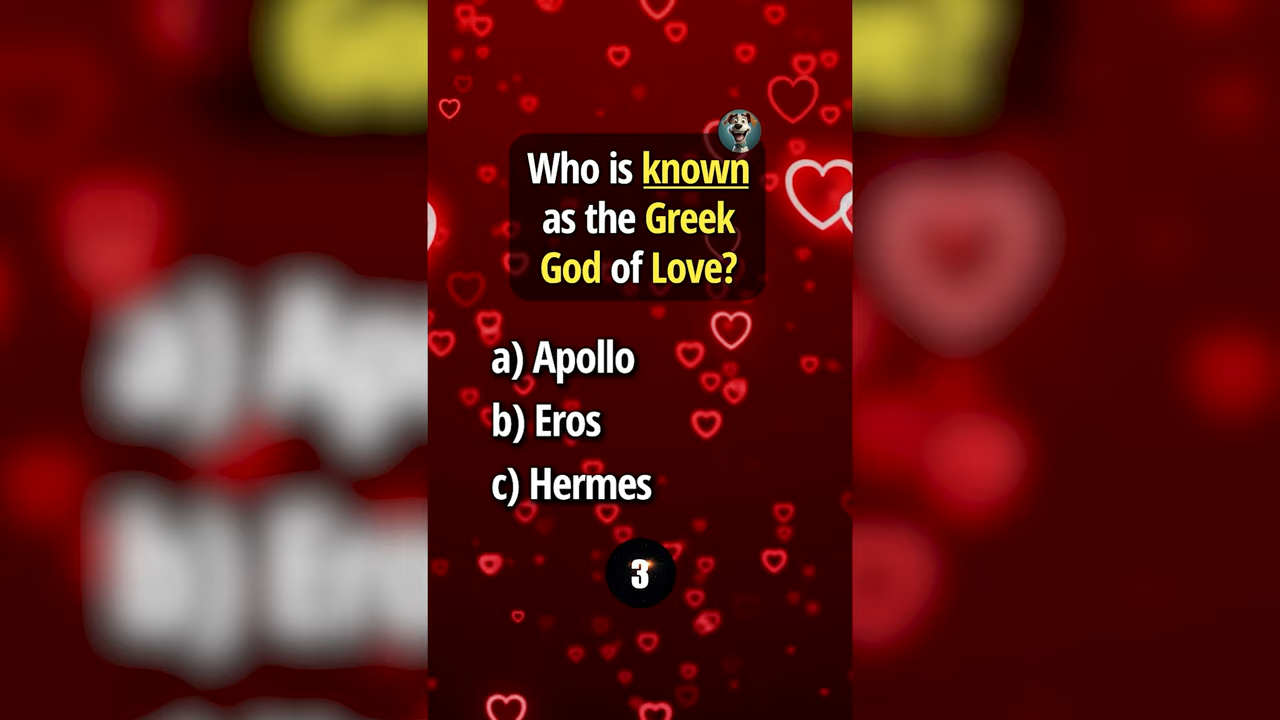 Who is known
as the Greek
God of Love?
a) Apollo
b) Eros
c) Hermes
3